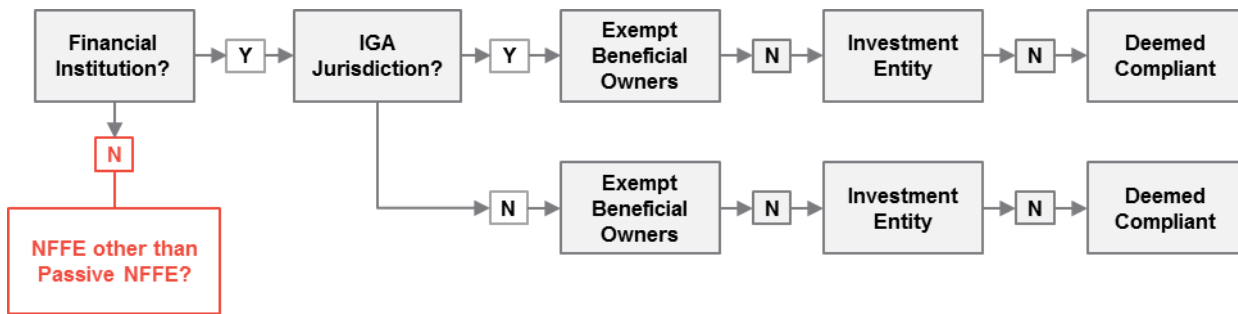 Financial
Institution?
Y
IGA
Jurisdiction?
Y
Exempt
Beneficial
Owners
N
Investment
Entity
N
Deemed
Compliant
N
NFFE other than
Passive NFFE?
N
Exempt
Beneficial
Owners
N
Investment
Entity
N
Deemed
Compliant